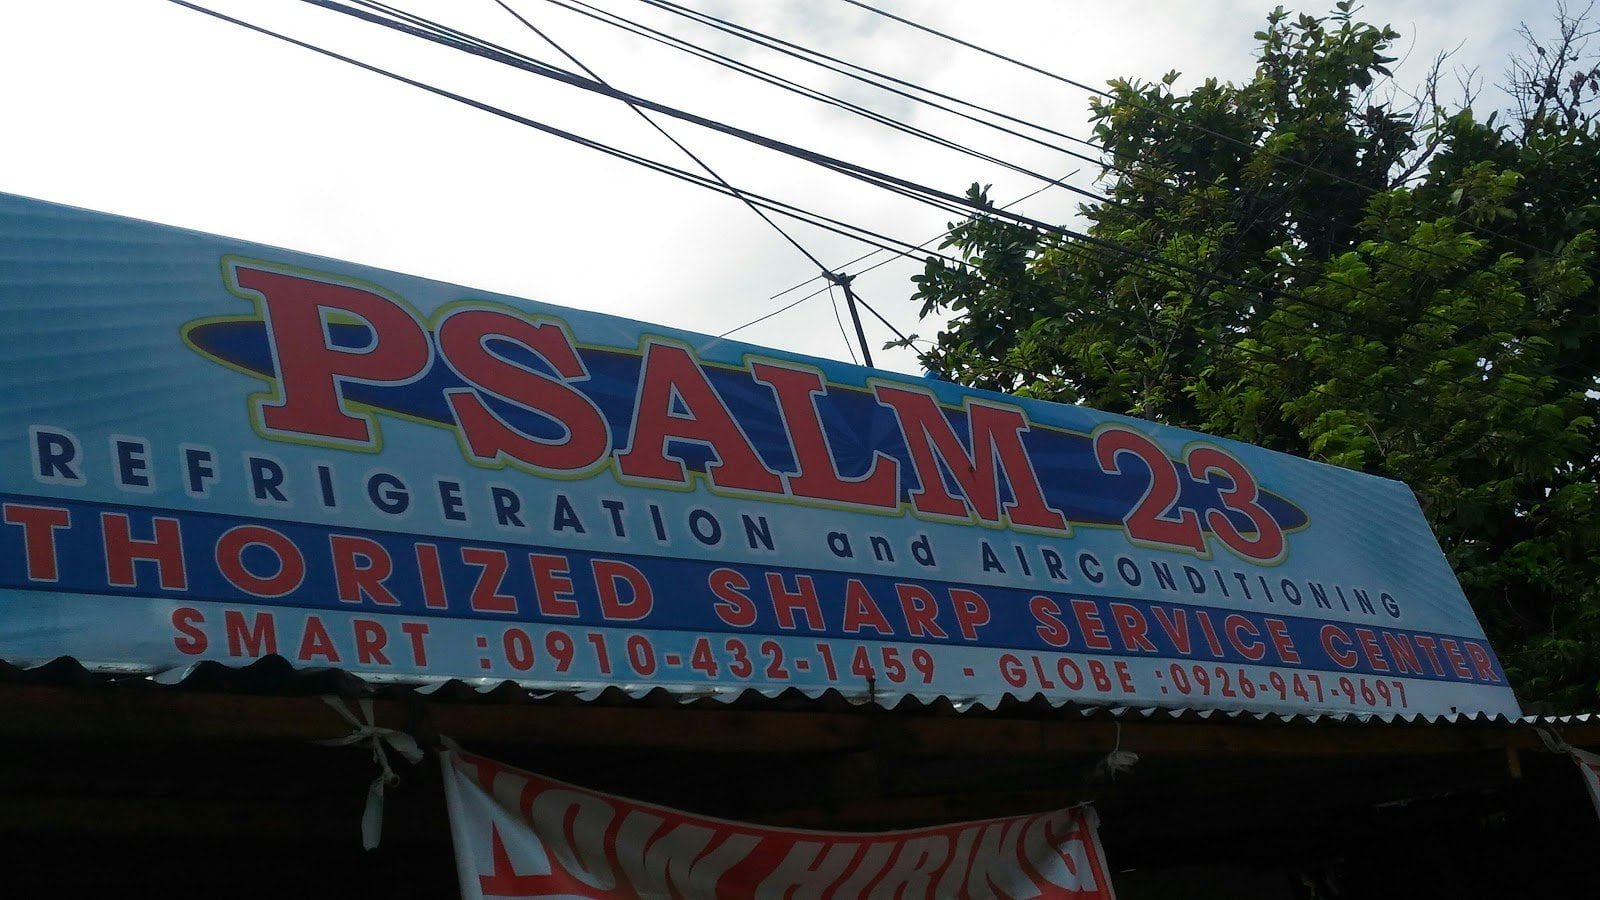 PSALM 23
REFRIGERATION and AIRCONDITIONING
THORIZED SHARP SERVICE CENTER
SMART :0910-432-1459 - GLOBE :0926-947-9697
NOW HIRING